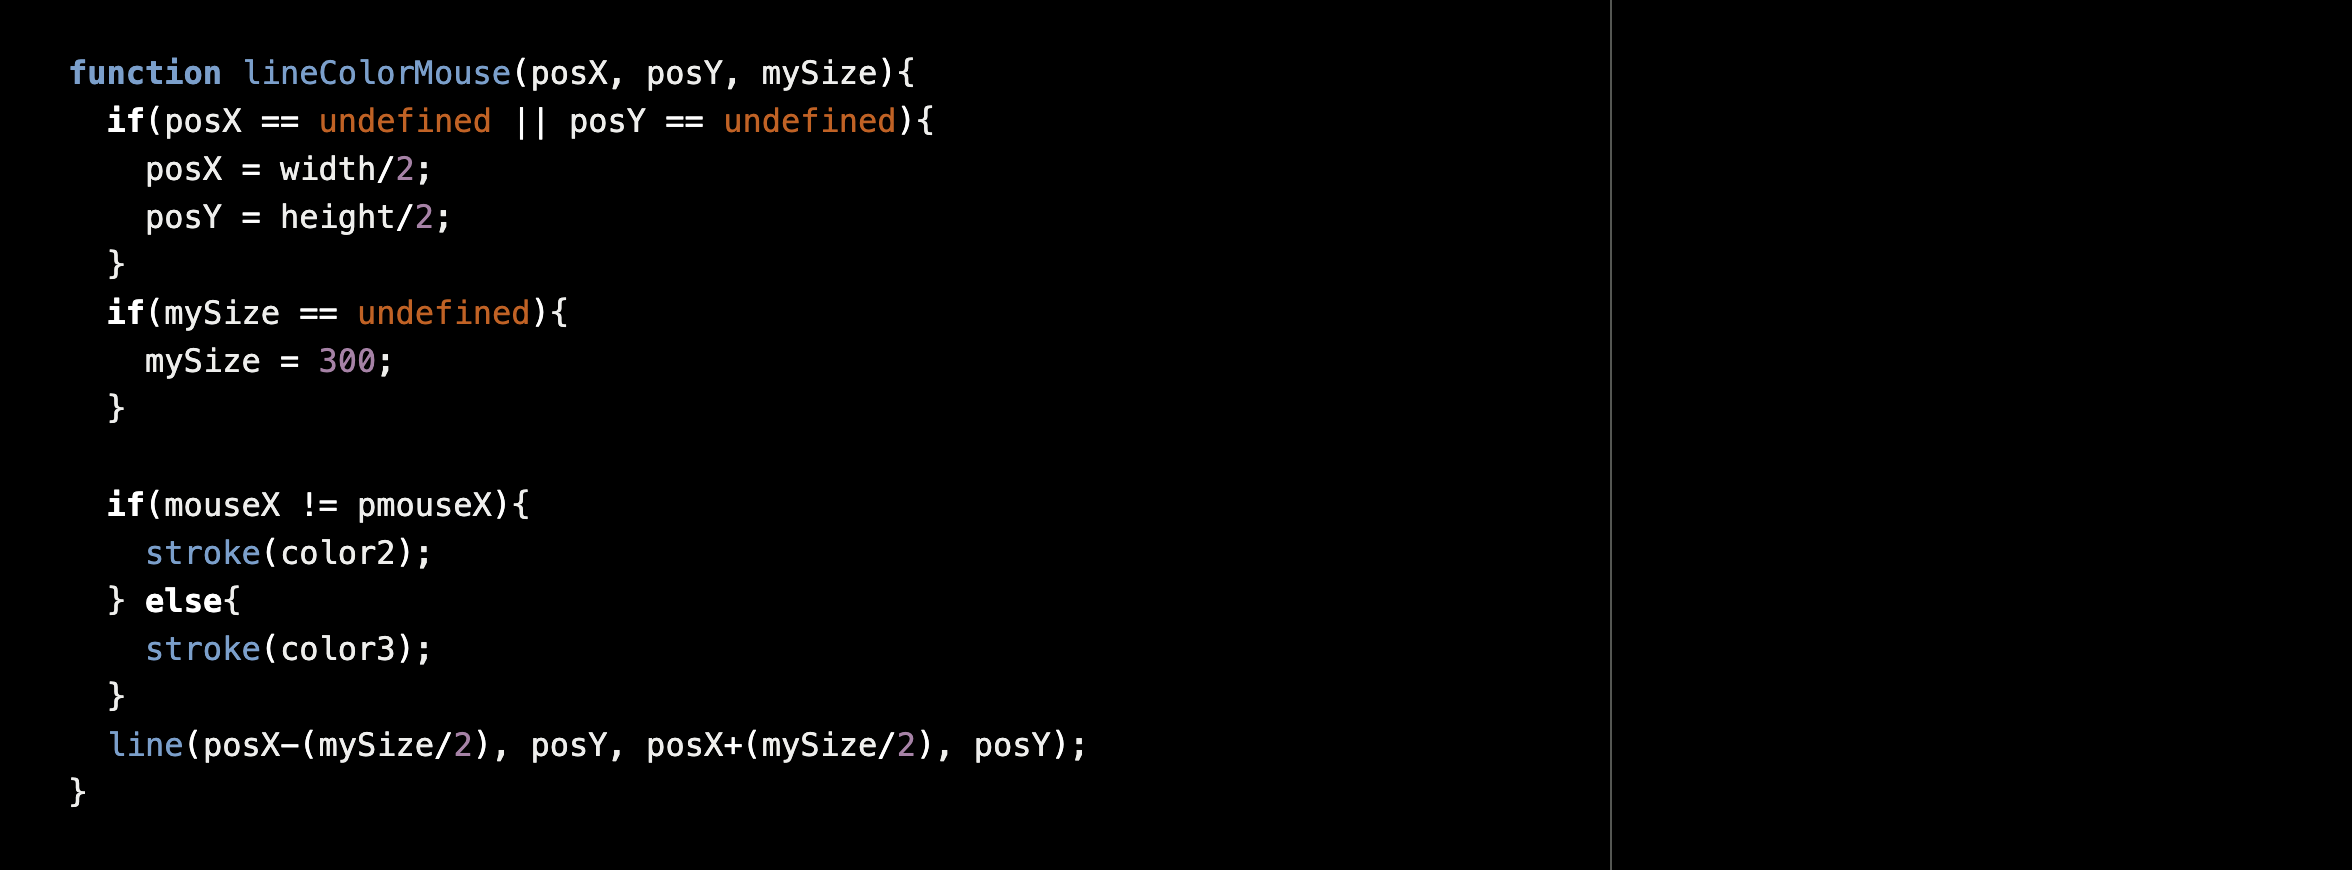 function lineColorMouse(posX, posY, mySize){
  if(posX == undefined || posY == undefined){
    posX = width/2;
    posY = height/2;
  }
  if(mySize == undefined){
    mySize = 300;
  }

  if(mouseX != pmouseX){
    stroke(color2);
  } else{
    stroke(color3);
  }
  line(posX-(mySize/2), posY, posX+(mySize/2), posY);
}